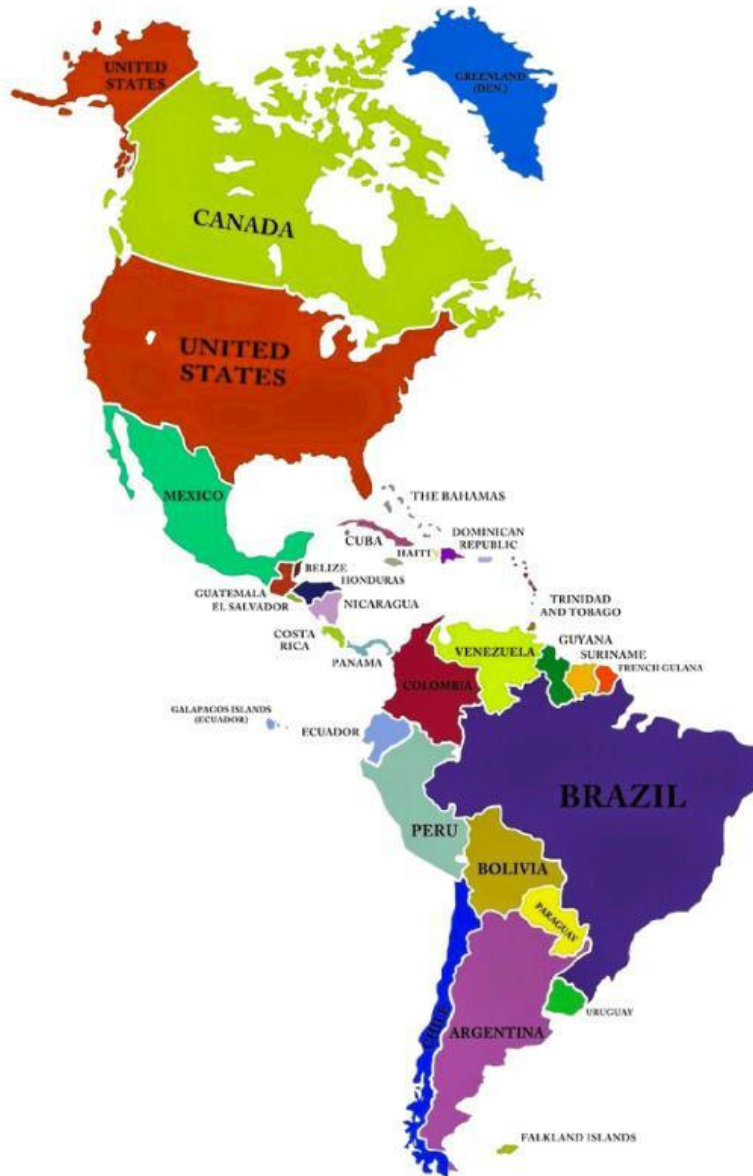 UNITED
STATES
GREENLAND
(DEN.)
CANADA
UNITED
STATES
MEXICO
THE BAHAMAS
CUBA
HAITI
DOMINICAN
REPUBLIC
BELIZE
HONDURAS
GUATEMALA
EL SALVADOR
NICARAGUA
TRINIDAD
AND TOBAGO
COSTA
RICA
PANAMA
VENEZUELA
GUYANA
SURINAME
FRENCH GUIANA
COLOMBIA
GALAPAGOS ISLANDS
(ECUADOR)
ECUADOR
BRAZIL
PERU
BOLIVIA
PARAGUAY
CHILE
URUGUAY
ARGENTINA
FALKLAND ISLANDS